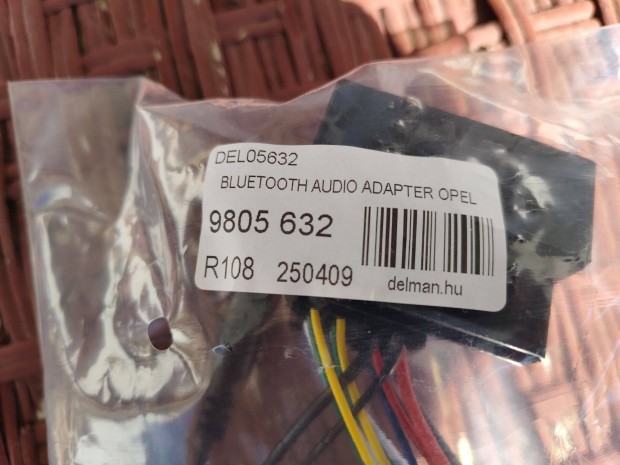 DEL05632
BLUETOOTH AUDIO ADAPTER OPEL
9805 632
R108 250409
delman.hu